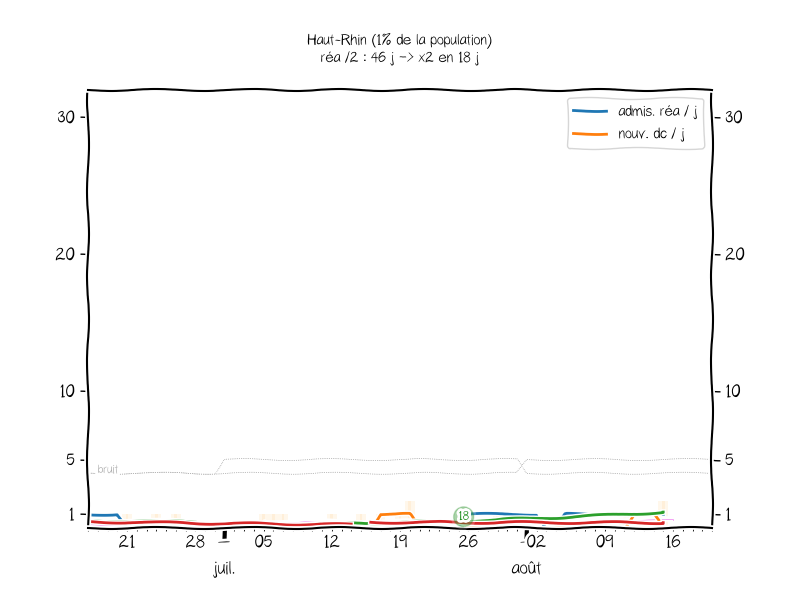 Haut-Rhin (1% de la population)
réa /2 : 46 j -> x2 en 18 j
admis. réa / j
nouv. dc / j
30
30
20
20
10
10
5
5
bruit
1
1
18
21
28
05
12
19
26
02
09
16
juil.
août